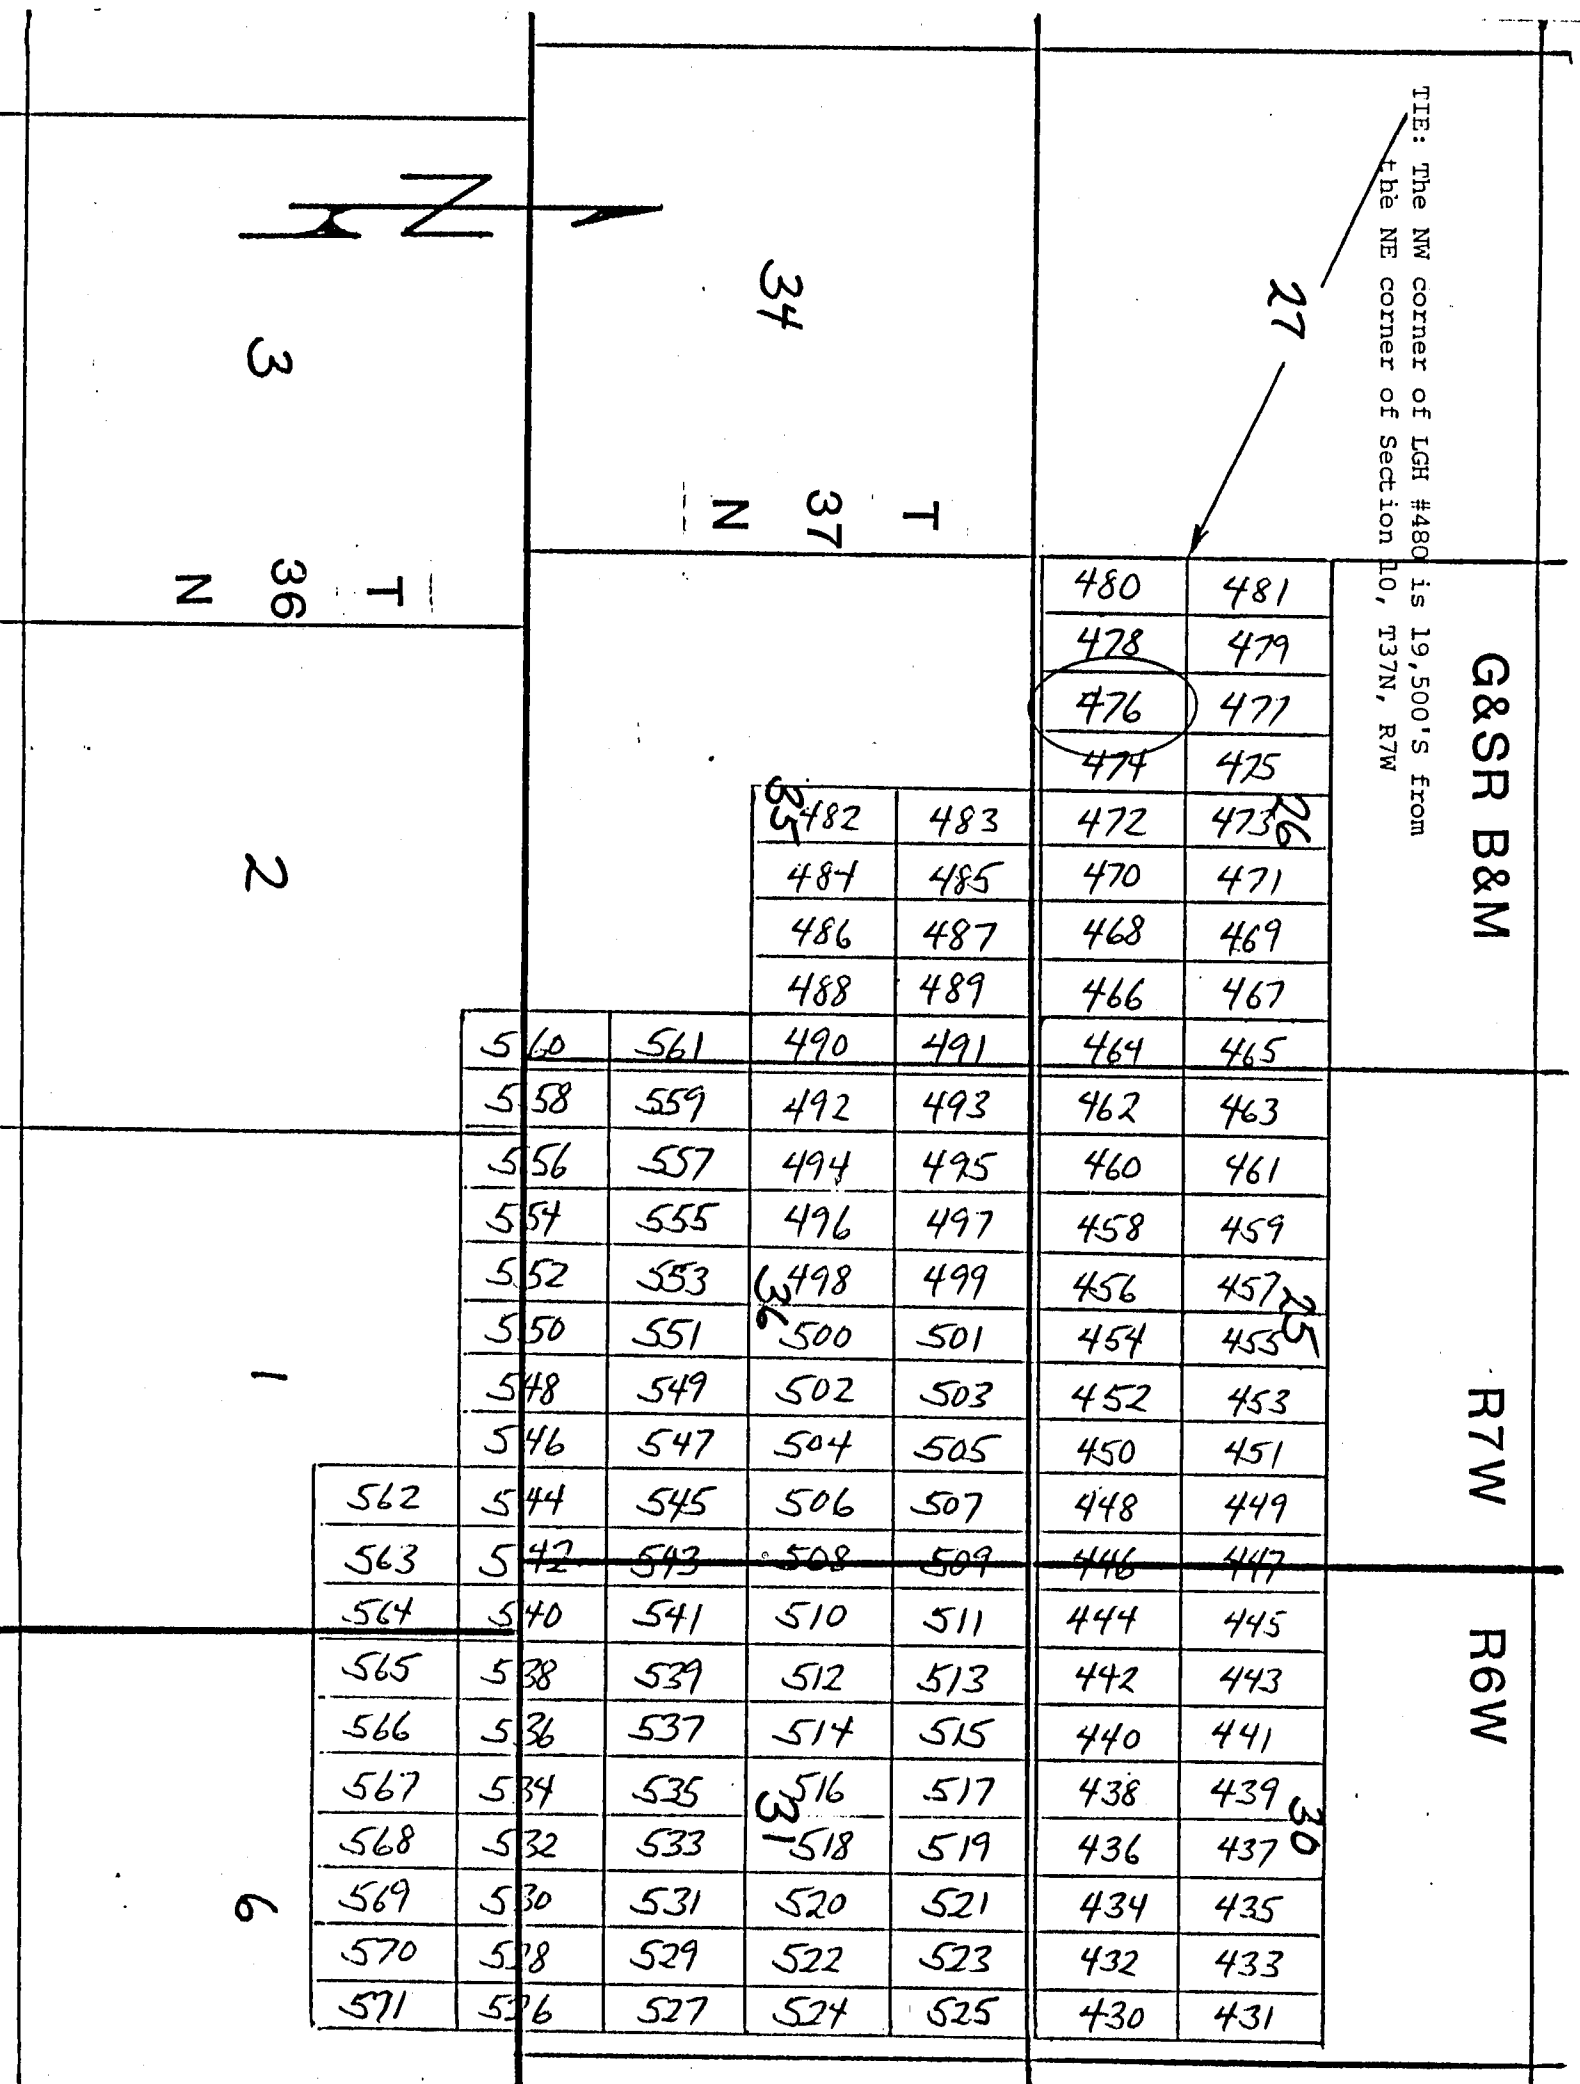 TIE: The NW corner of LGH #480 is 19,500'S from
the NE corner of Section 10, T37N, R7W
G&SR B&M
R7W
R6W
27
34
3
N
T
37
N
T
36
N
2
1
6
35
26
36
25
31
30
480 481
478 479
476 477
474 475
482 483 472 473
484 485 470 471
486 487 468 469
488 489 466 467
560 561 490 491 464 465
558 559 492 493 462 463
556 557 494 495 460 461
554 555 496 497 458 459
552 553 498 499 456 457
550 551 500 501 454 455
548 549 502 503 452 453
546 547 504 505 450 451
562 544 545 506 507 448 449
563 542 543 508 509 446 447
564 540 541 510 511 444 445
565 538 539 512 513 442 443
566 536 537 514 515 440 441
567 534 535 516 517 438 439
568 532 533 518 519 436 437
569 530 531 520 521 434 435
570 528 529 522 523 432 433
571 526 527 524 525 430 431